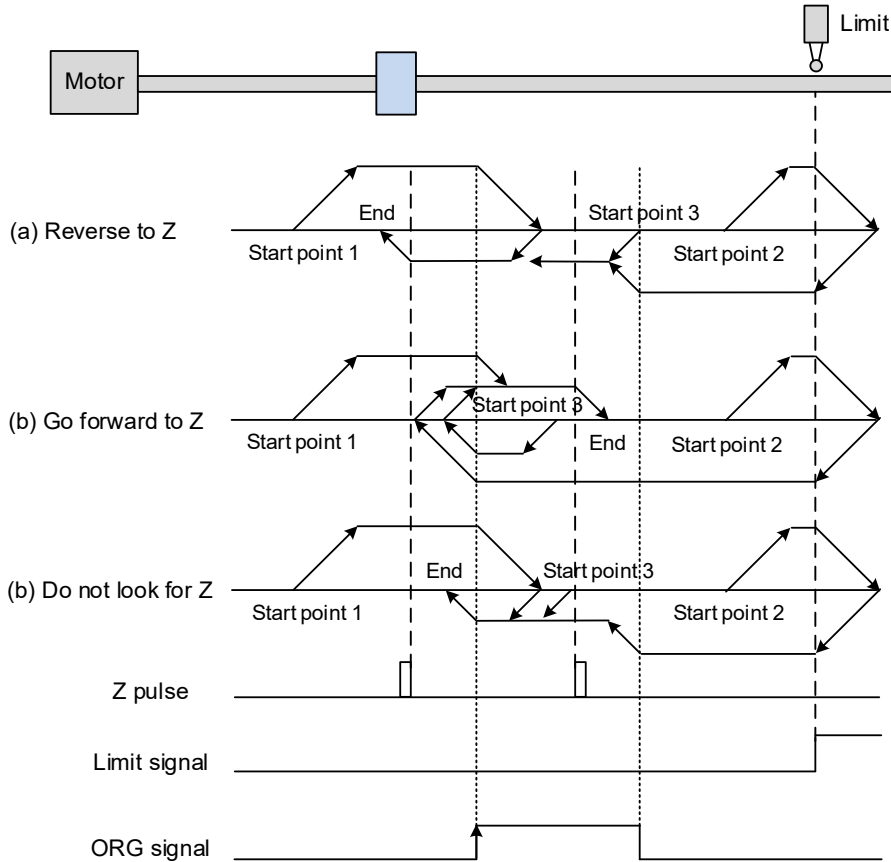 Limit
Motor
(a) Reverse to Z
End
Start point 3
Start point 1
Start point 2
(b) Go forward to Z
Start point 3
Start point 1
End
Start point 2
(b) Do not look for Z
End
Start point 3
Start point 1
Start point 2
Z pulse
Limit signal
ORG signal